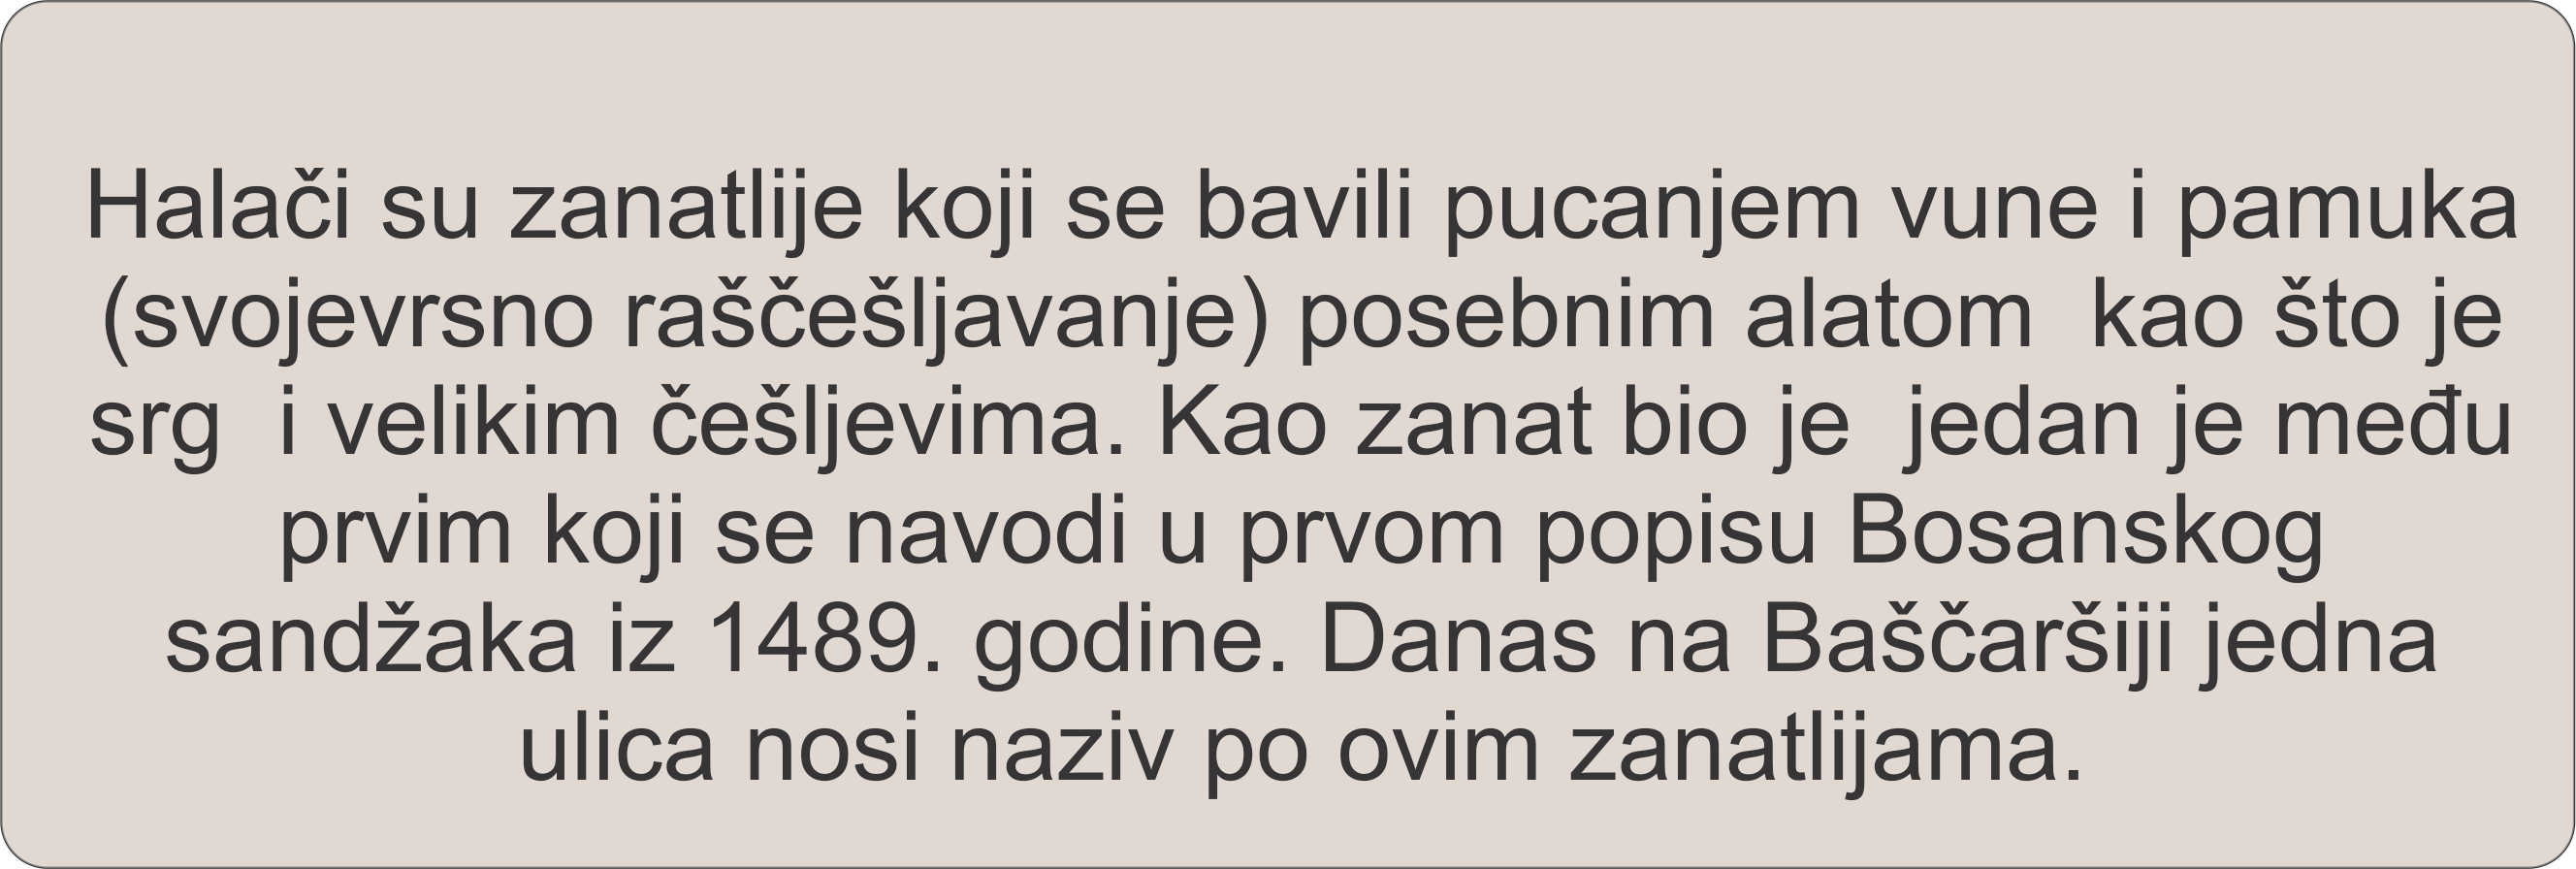 Halači su zanatlije koji se bavili pucanjem vune i pamuka
(svojevrsno raščešljavanje) posebnim alatom  kao što je
srg  i velikim češljevima. Kao zanat bio je  jedan je među
prvim koji se navodi u prvom popisu Bosanskog
sandžaka iz 1489. godine. Danas na Baščaršiji jedna
ulica nosi naziv po ovim zanatlijama.